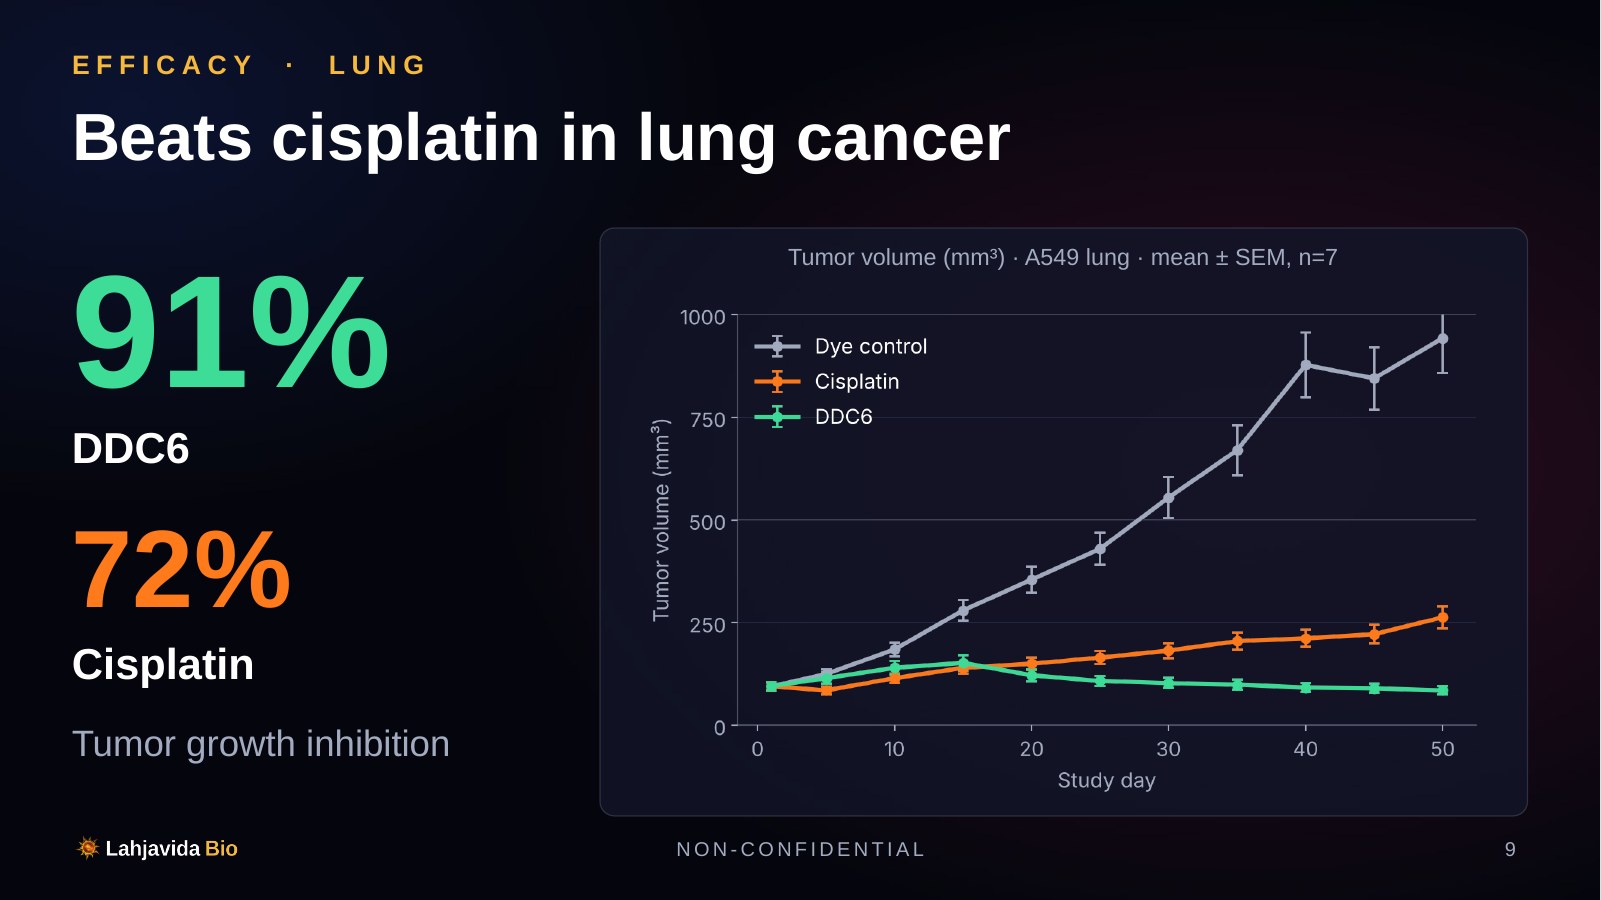 EFFICACY · LUNG
Beats cisplatin in lung cancer
91%
DDC6
72%
Cisplatin
Tumor growth inhibition
Tumor volume (mm³) · A549 lung · mean ± SEM, n=7
Dye control
Cisplatin
DDC6
Tumor volume (mm³)
1000
750
500
250
0
0 10 20 30 40 50
Study day
Lahjavida Bio
NON-CONFIDENTIAL
9